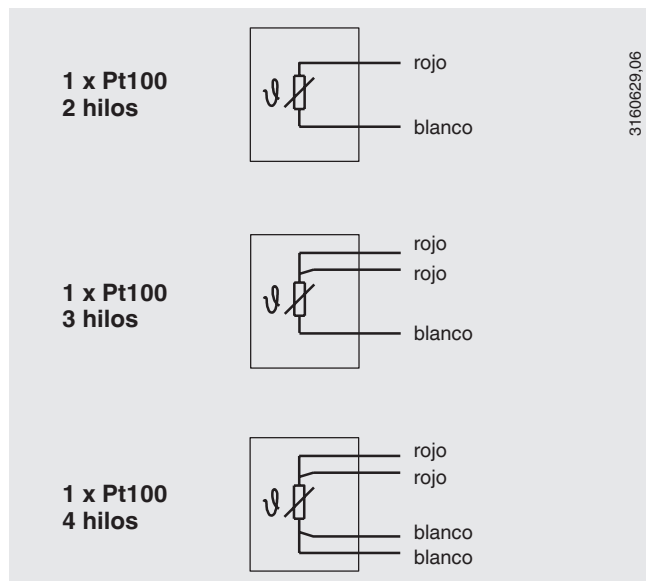 1 x Pt100
2 hilos
rojo
blanco
3160629,06
1 x Pt100
3 hilos
rojo
rojo
blanco
1 x Pt100
4 hilos
rojo
rojo
blanco
blanco